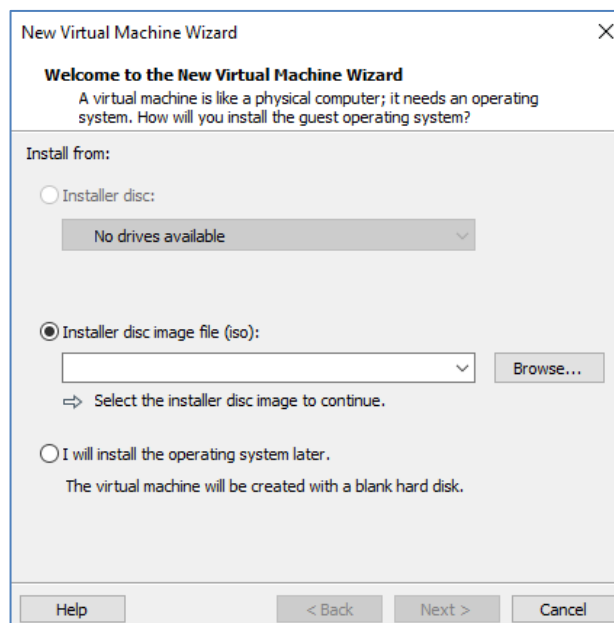 New Virtual Machine Wizard
Welcome to the New Virtual Machine Wizard
A virtual machine is like a physical computer; it needs an operating
system. How will you install the guest operating system?
Install from:
Installer disc:
No drives available
Installer disc image file (iso):
Browse...
Select the installer disc image to continue.
I will install the operating system later.
The virtual machine will be created with a blank hard disk.
Help
< Back
Next >
Cancel